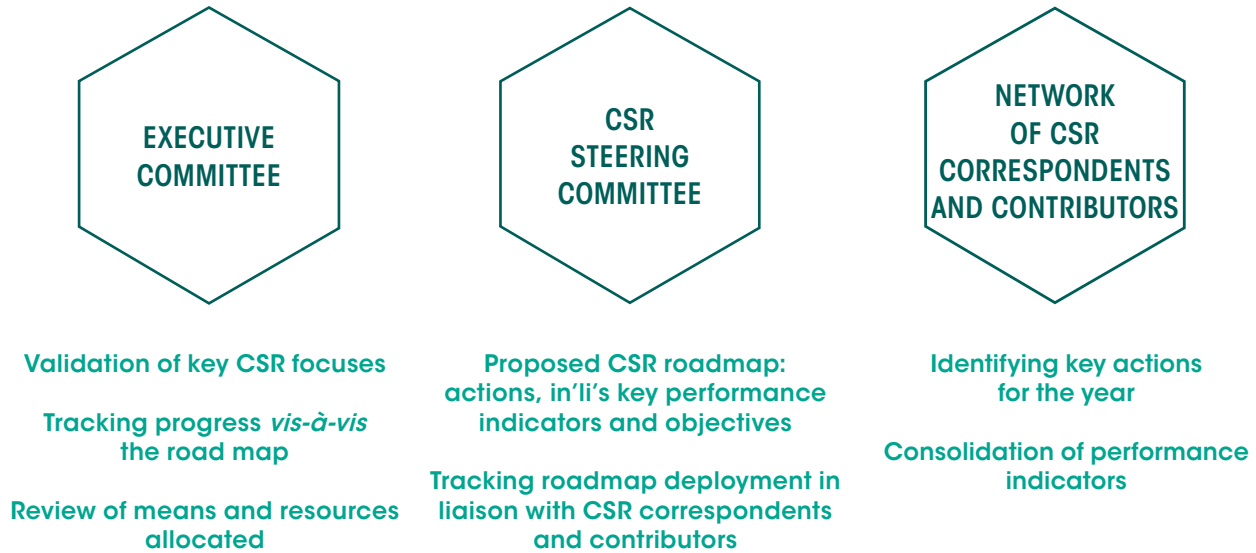 EXECUTIVE
COMMITTEE
Validation of key CSR focuses
Tracking progress vis-à-vis
the road map
Review of means and resources
allocated
CSR
STEERING
COMMITTEE
Proposed CSR roadmap:
actions, in’li’s key performance
indicators and objectives
Tracking roadmap deployment in
liaison with CSR correspondents
and contributors
NETWORK
OF CSR
CORRESPONDENTS
AND CONTRIBUTORS
Identifying key actions
for the year
Consolidation of performance
indicators